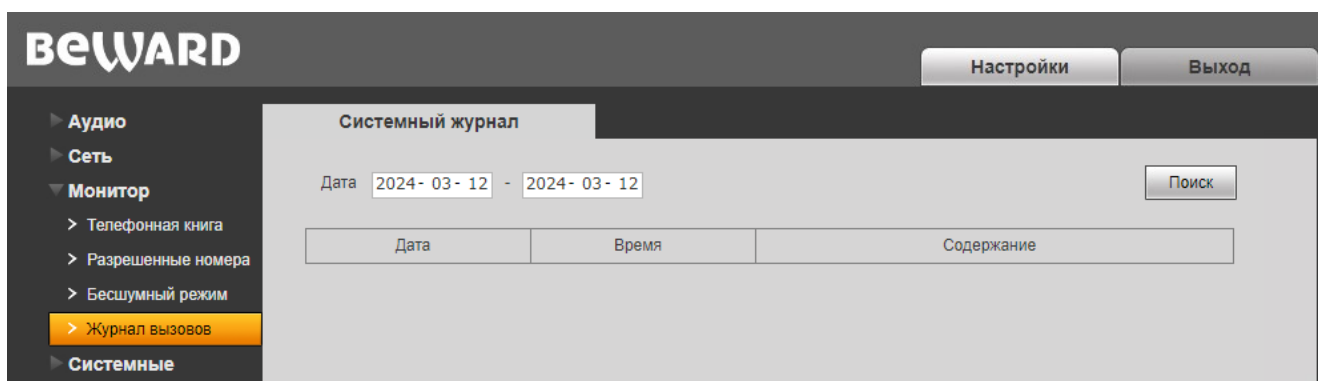 BEWARD
Настройки
Выход
Аудио
Сеть
Монитор
> Телефонная книга
> Разрешенные номера
> Бесшумный режим
> Журнал вызовов
Системные
Системный журнал
Дата 2024- 03- 12 - 2024- 03- 12 Поиск
Дата Время Содержание